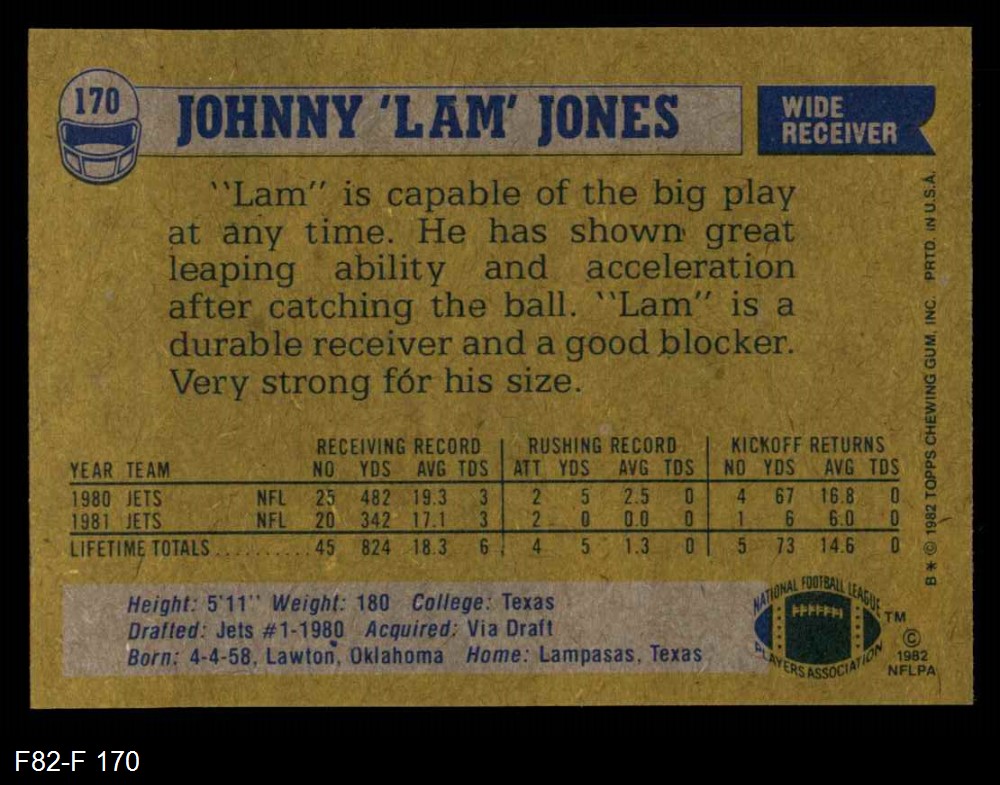 170
JOHNNY 'LAM' JONES
WIDE
RECEIVER
``Lam'' is capable of the big play
at any time. He has shown great
leaping ability and acceleration
after catching the ball. ``Lam'' is a
durable receiver and a good blocker.
Very strong for his size.
RECEIVING RECORD RUSHING RECORD KICKOFF RETURNS
YEAR TEAM NO YDS AVG TDS ATT YDS AVG TDS NO YDS AVG TDS
1980 JETS NFL 25 482 19.3 3 2 5 2.5 0 4 67 16.8 0
1981 JETS NFL 20 342 17.1 3 2 0 0.0 0 1 6 6.0 0
LIFETIME TOTALS.......... 45 824 18.3 6 4 5 1.3 0 5 73 14.6 0
Height: 5'11'' Weight: 180 College: Texas
Drafted: Jets #1-1980 Acquired: Via Draft
Born: 4-4-58, Lawton, Oklahoma Home: Lampasas, Texas
NATIONAL FOOTBALL LEAGUE
PLAYERS ASSOCIATION
TM
©
1982
NFLPA
B * © 1982 TOPPS CHEWING GUM, INC. PRTD. IN U.S.A.
F82-F 170